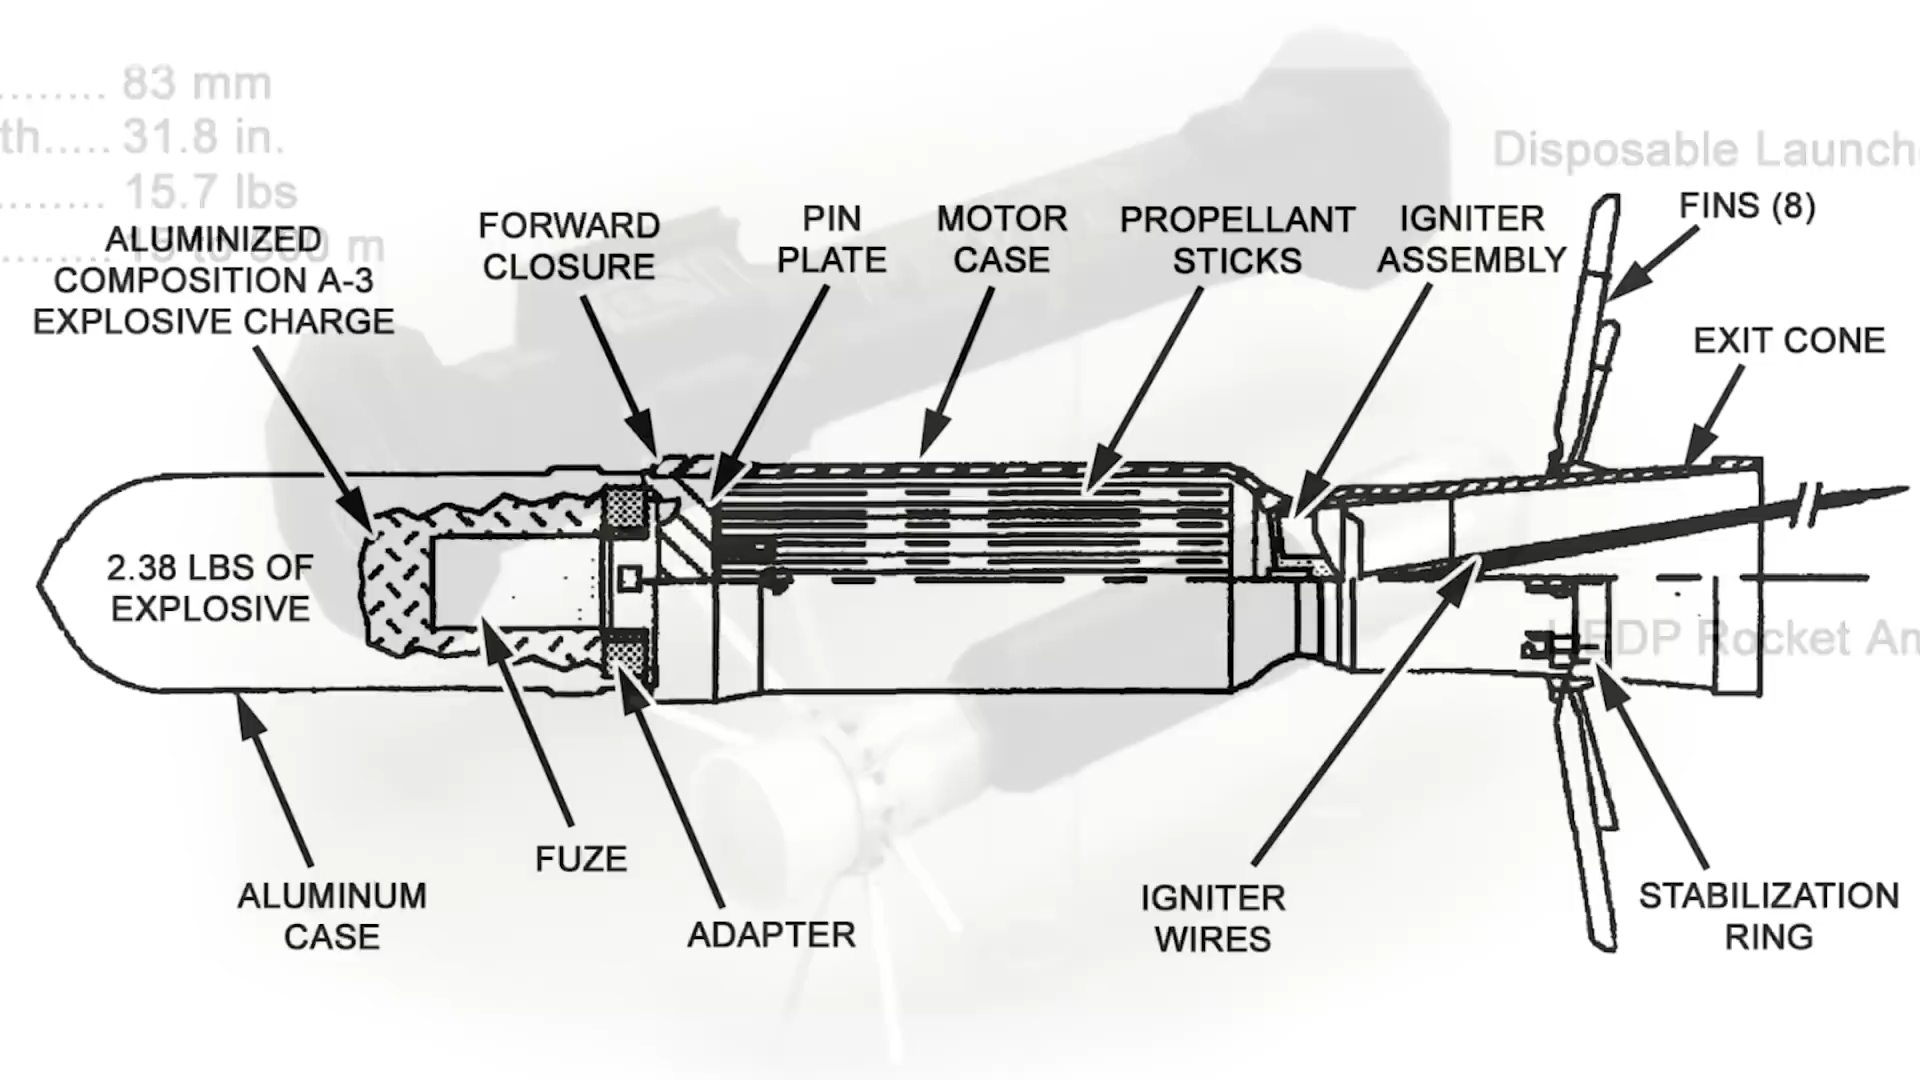 ........ 83 mm
th..... 31.8 in.
........ 15.7 lbs
Disposable
FINS (8)
ALUMINIZED
COMPOSITION A-3
EXPLOSIVE CHARGE
FORWARD
CLOSURE
PIN
PLATE
MOTOR
CASE
PROPELLANT
STICKS
IGNITER
ASSEMBLY
EXIT CONE
2.38 LBS OF
EXPLOSIVE
Rocket
FUZE
ALUMINUM
CASE
ADAPTER
IGNITER
WIRES
STABILIZATION
RING